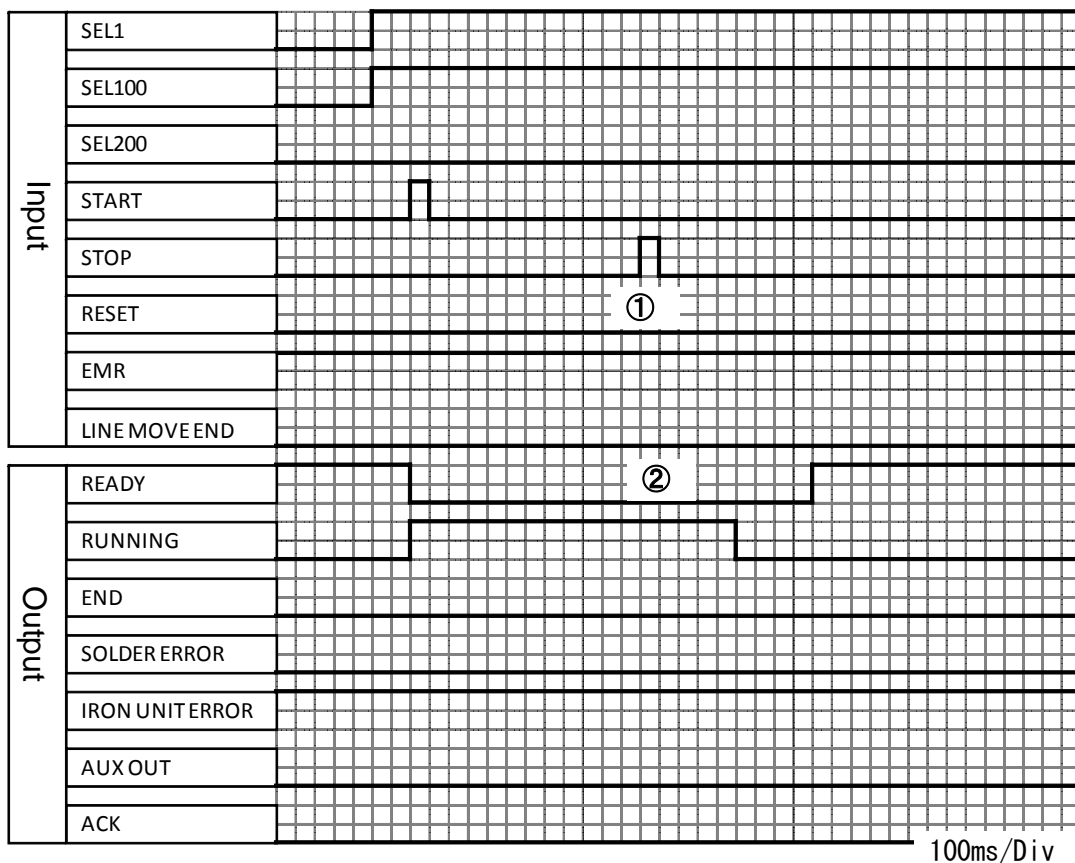 Input
SEL1
SEL100
SEL200
START
STOP
RESET
①
EMR
LINE MOVE END
Output
READY
②
RUNNING
END
SOLDER ERROR
IRON UNIT ERROR
AUX OUT
ACK
100ms/Div